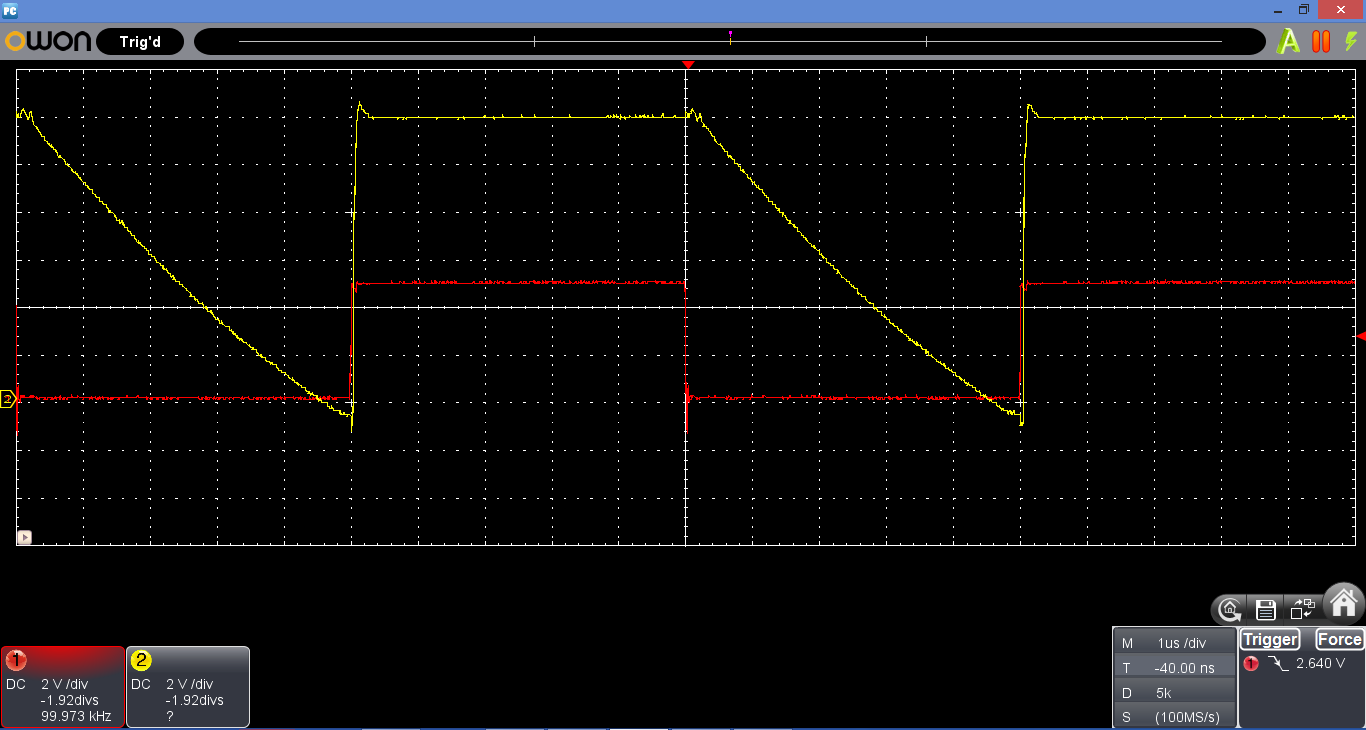 PC
OWON Trig'd A
2
Trigger Force
M 1us /div
T -40.00 ns
D 5k
S (100MS/s)
1 2.640 V
1
DC 2 V /div
-1.92divs
99.973 kHz
2
DC 2 V /div
-1.92divs
?